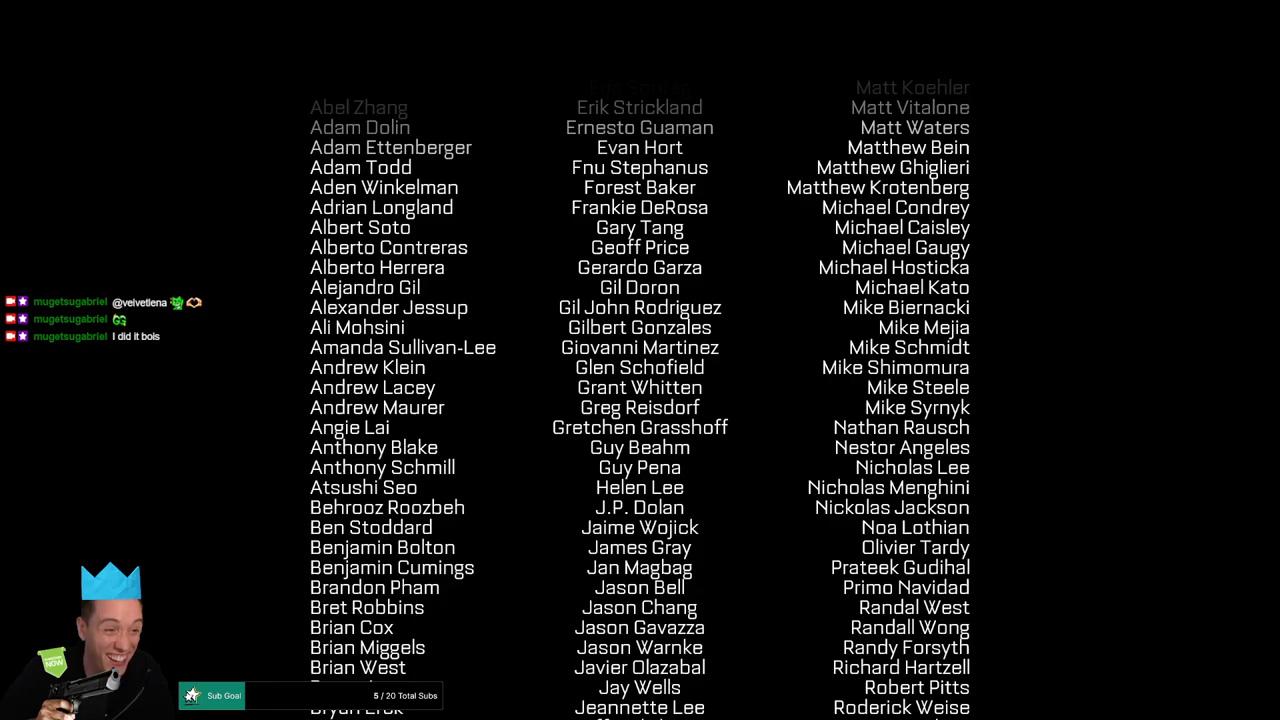 Abel Zhang
Adam Dolin
Adam Ettenberger
Adam Todd
Aden Winkelman
Adrian Longland
Albert Soto
Alberto Contreras
Alberto Herrera
Alejandro Gil
Alexander Jessup
Ali Mohsini
Amanda Sullivan-Lee
Andrew Klein
Andrew Lacey
Andrew Maurer
Angie Lai
Anthony Blake
Anthony Schmill
Atsushi Seo
Behrooz Roozbeh
Ben Stoddard
Benjamin Bolton
Benjamin Cumings
Brandon Pham
Bret Robbins
Brian Cox
Brian Miggels
Brian West
Erik Strickland
Ernesto Guaman
Evan Hort
Fnu Stephanus
Forest Baker
Frankie DeRosa
Gary Tang
Geoff Price
Gerardo Garza
Gil Doron
Gil John Rodriguez
Gilbert Gonzales
Giovanni Martinez
Glen Schofield
Grant Whitten
Greg Reisdorf
Gretchen Grasshoff
Guy Beahm
Guy Pena
Helen Lee
J.P. Dolan
Jaime Wojick
James Gray
Jan Magbag
Jason Bell
Jason Chang
Jason Gavazza
Jason Warnke
Javier Olazabal
Jay Wells
Jeannette Lee
Matt Koehler
Matt Vitalone
Matt Waters
Matthew Bein
Matthew Ghiglieri
Matthew Krotenberg
Michael Condrey
Michael Caisley
Michael Gaugy
Michael Hosticka
Michael Kato
Mike Biernacki
Mike Mejia
Mike Schmidt
Mike Shimomura
Mike Steele
Mike Syrnyk
Nathan Rausch
Nestor Angeles
Nicholas Lee
Nicholas Menghini
Nickolas Jackson
Noa Lothian
Olivier Tardy
Prateek Gudihal
Primo Navidad
Randal West
Randall Wong
Randy Forsyth
Richard Hartzell
Robert Pitts
Roderick Weise
mugetsugabriel @velvetlena
mugetsugabriel
mugetsugabriel I did it bois
NOW
Sub Goal 5 / 20 Total Subs